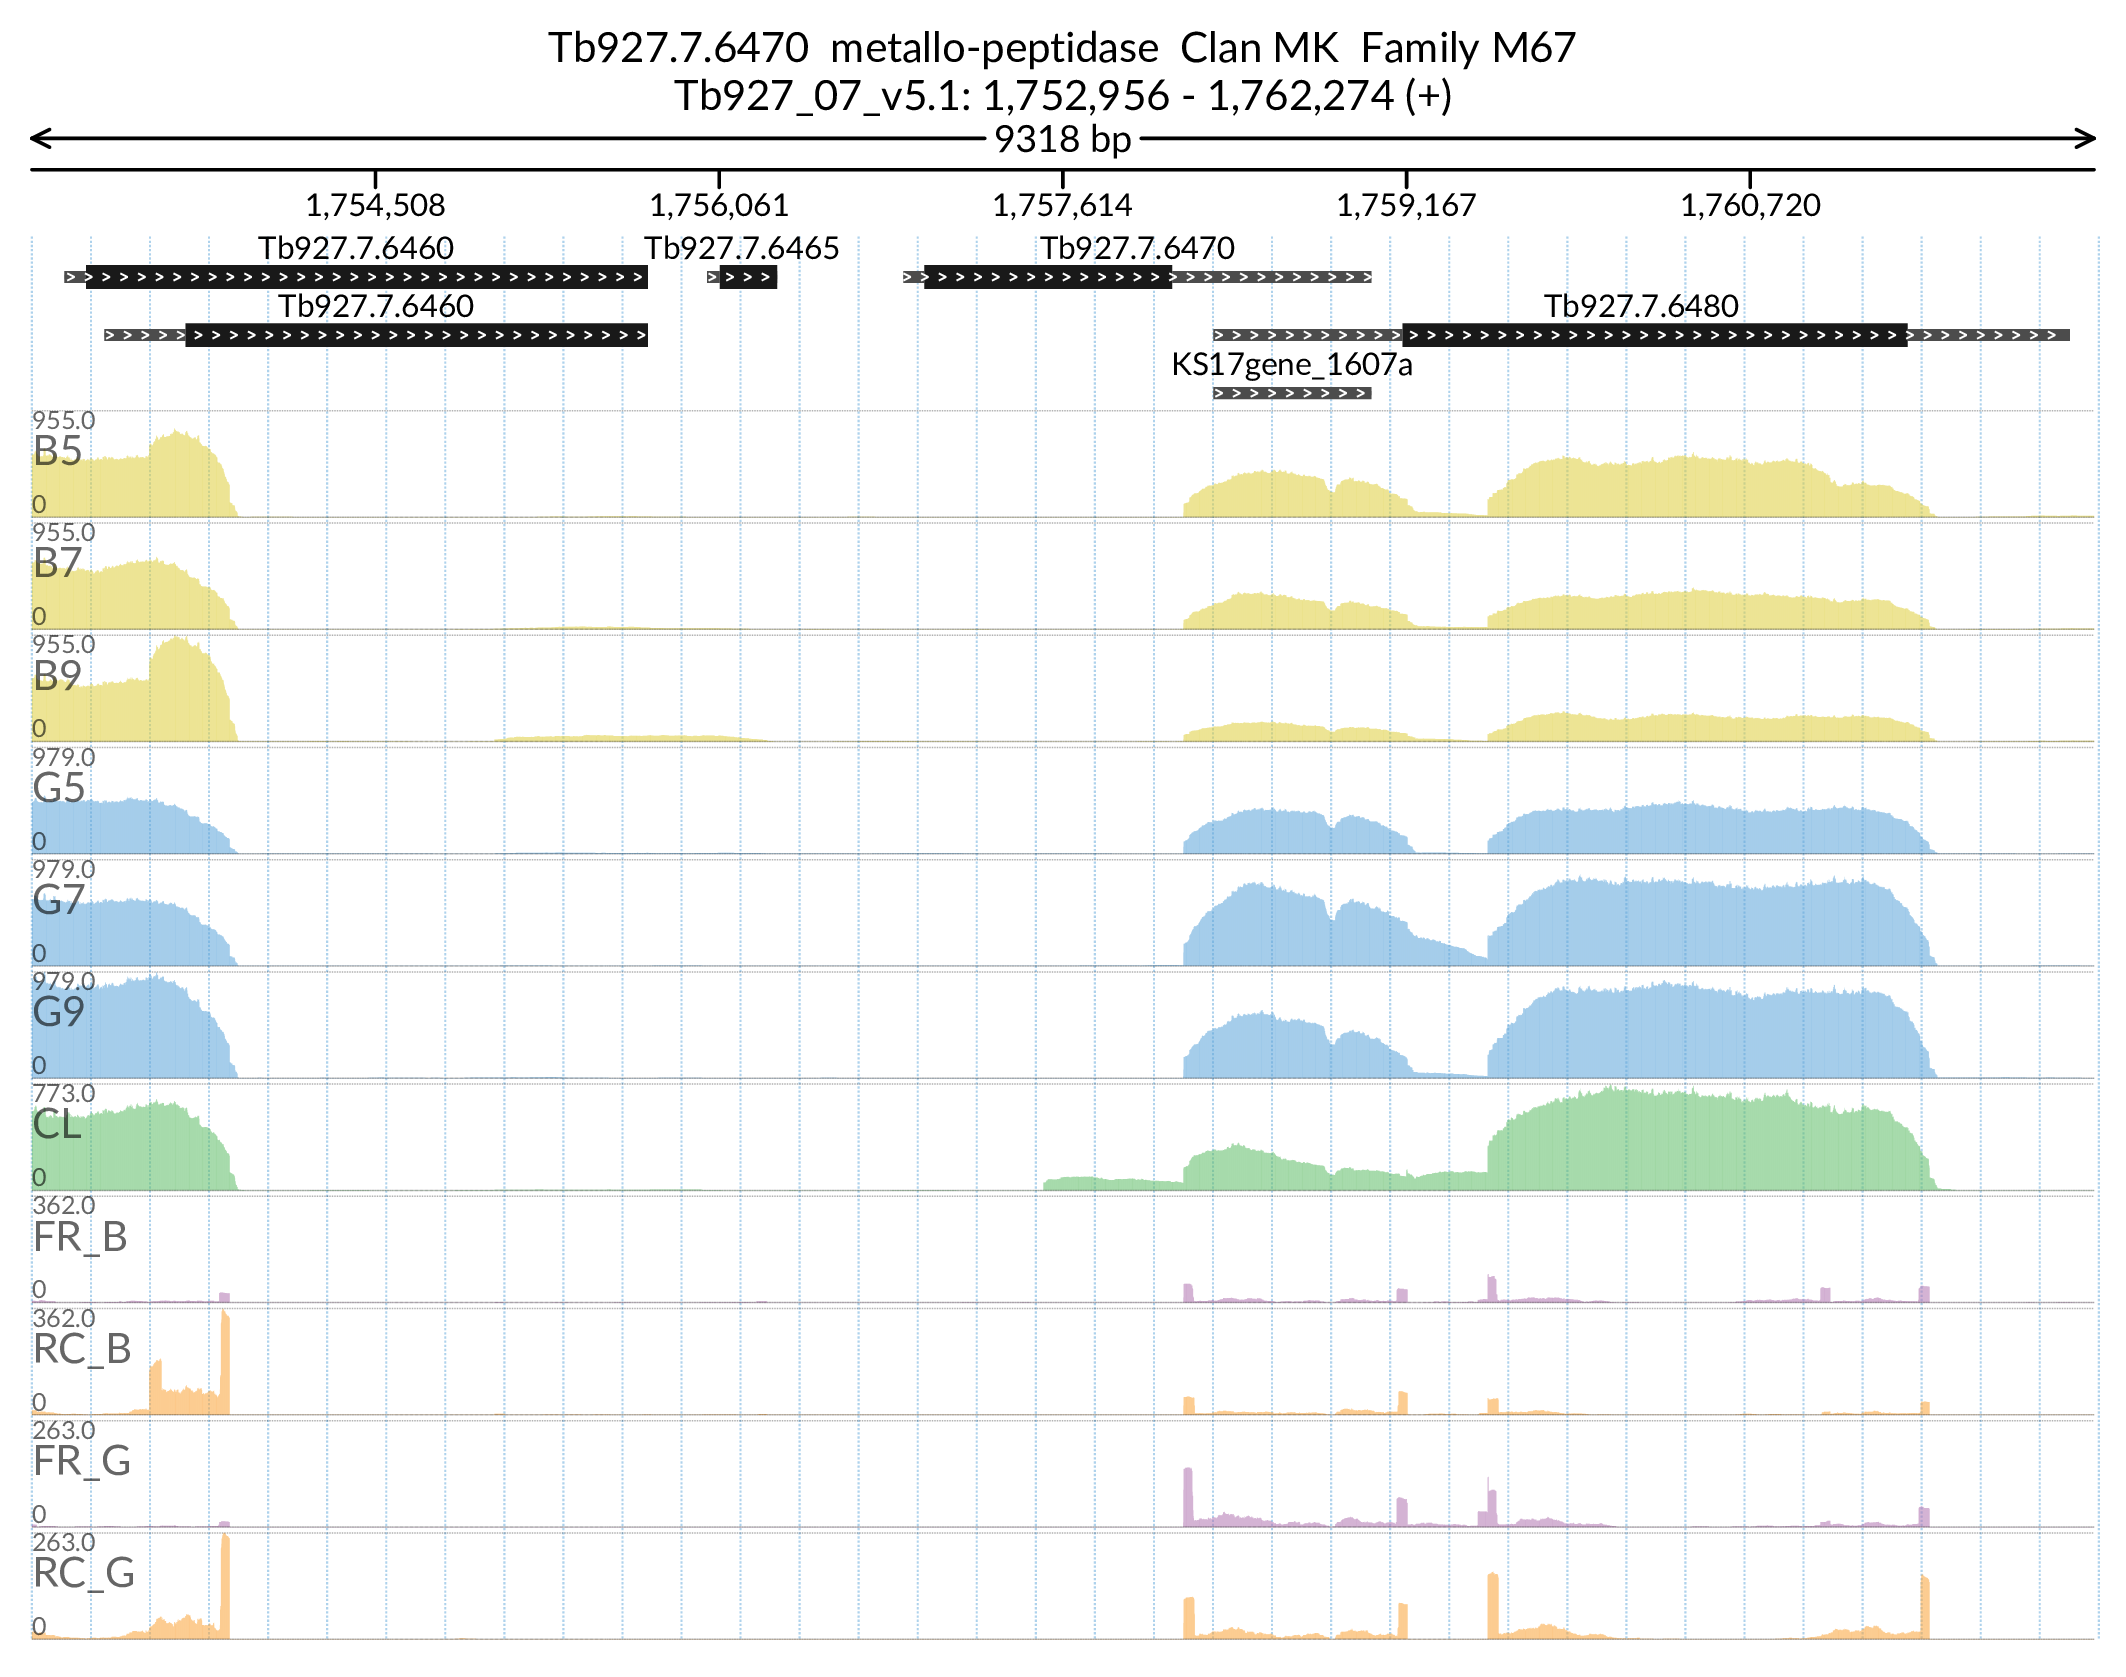 Tb927.7.6470 metallo-peptidase Clan MK Family M67
Tb927_07_v5.1: 1,752,956 - 1,762,274 (+)
9318 bp
1,754,508 1,756,061 1,757,614 1,759,167 1,760,720
Tb927.7.6460 Tb927.7.6465 Tb927.7.6470
Tb927.7.6460 Tb927.7.6480
KS17gene_1607a
955.0
B5
0
955.0
B7
0
955.0
B9
0
979.0
G5
0
979.0
G7
0
979.0
G9
0
773.0
CL
0
362.0
FR_B
0
362.0
RC_B
0
263.0
FR_G
0
263.0
RC_G
0